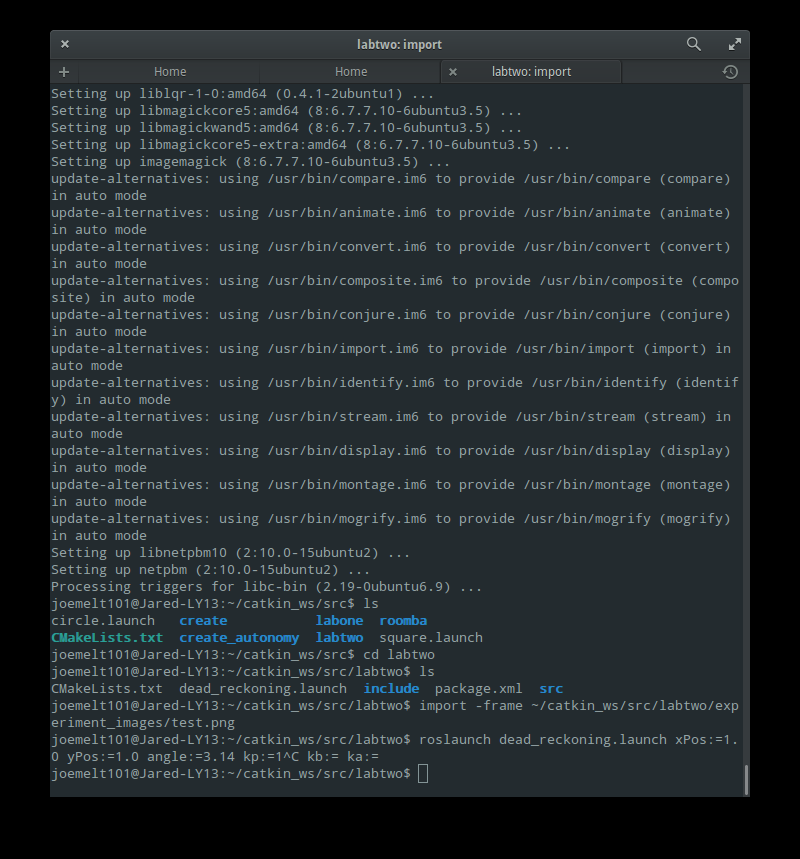 labtwo: import
Home Home labtwo: import
Setting up liblqr-1-0:amd64 (0.4.1-2ubuntu1) ...
Setting up libmagickcore5:amd64 (8:6.7.7.10-6ubuntu3.5) ...
Setting up libmagickwand5:amd64 (8:6.7.7.10-6ubuntu3.5) ...
Setting up libmagickcore5-extra:amd64 (8:6.7.7.10-6ubuntu3.5) ...
Setting up imagemagick (8:6.7.7.10-6ubuntu3.5) ...
update-alternatives: using /usr/bin/compare.im6 to provide /usr/bin/compare (compare)
in auto mode
update-alternatives: using /usr/bin/animate.im6 to provide /usr/bin/animate (animate)
in auto mode
update-alternatives: using /usr/bin/convert.im6 to provide /usr/bin/convert (convert)
in auto mode
update-alternatives: using /usr/bin/composite.im6 to provide /usr/bin/composite (compo
site) in auto mode
update-alternatives: using /usr/bin/conjure.im6 to provide /usr/bin/conjure (conjure)
in auto mode
update-alternatives: using /usr/bin/import.im6 to provide /usr/bin/import (import) in
auto mode
update-alternatives: using /usr/bin/identify.im6 to provide /usr/bin/identify (identif
y) in auto mode
update-alternatives: using /usr/bin/stream.im6 to provide /usr/bin/stream (stream) in
auto mode
update-alternatives: using /usr/bin/display.im6 to provide /usr/bin/display (display)
in auto mode
update-alternatives: using /usr/bin/montage.im6 to provide /usr/bin/montage (montage)
in auto mode
update-alternatives: using /usr/bin/mogrify.im6 to provide /usr/bin/mogrify (mogrify)
in auto mode
Setting up libnetpbm10 (2:10.0-15ubuntu2) ...
Setting up netpbm (2:10.0-15ubuntu2) ...
Processing triggers for libc-bin (2.19-0ubuntu6.9) ...
joemelt101@Jared-LY13:~/catkin_ws/src$ ls
circle.launch create labone roomba
CMakeLists.txt create_autonomy labtwo square.launch
joemelt101@Jared-LY13:~/catkin_ws/src$ cd labtwo
joemelt101@Jared-LY13:~/catkin_ws/src/labtwo$ ls
CMakeLists.txt dead_reckoning.launch include package.xml src
joemelt101@Jared-LY13:~/catkin_ws/src/labtwo$ import -frame ~/catkin_ws/src/labtwo/exp
eriment_images/test.png
joemelt101@Jared-LY13:~/catkin_ws/src/labtwo$ roslaunch dead_reckoning.launch xPos:=1.
0 yPos:=1.0 angle:=3.14 kp:=1^C kb:= ka:=
joemelt101@Jared-LY13:~/catkin_ws/src/labtwo$